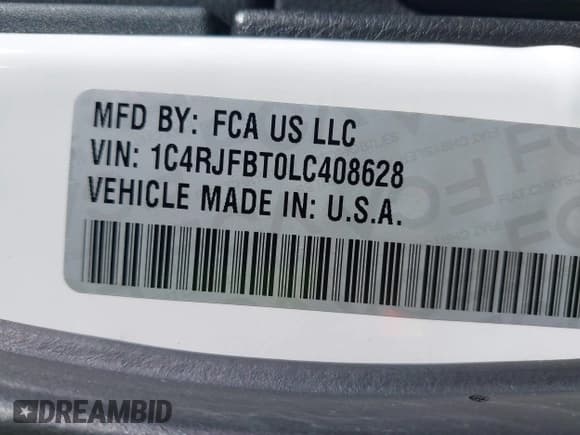 MFD BY: FCA US LLC
VIN: 1C4RJFBT0LC408628
VEHICLE MADE IN: U.S.A.
DREAMBID